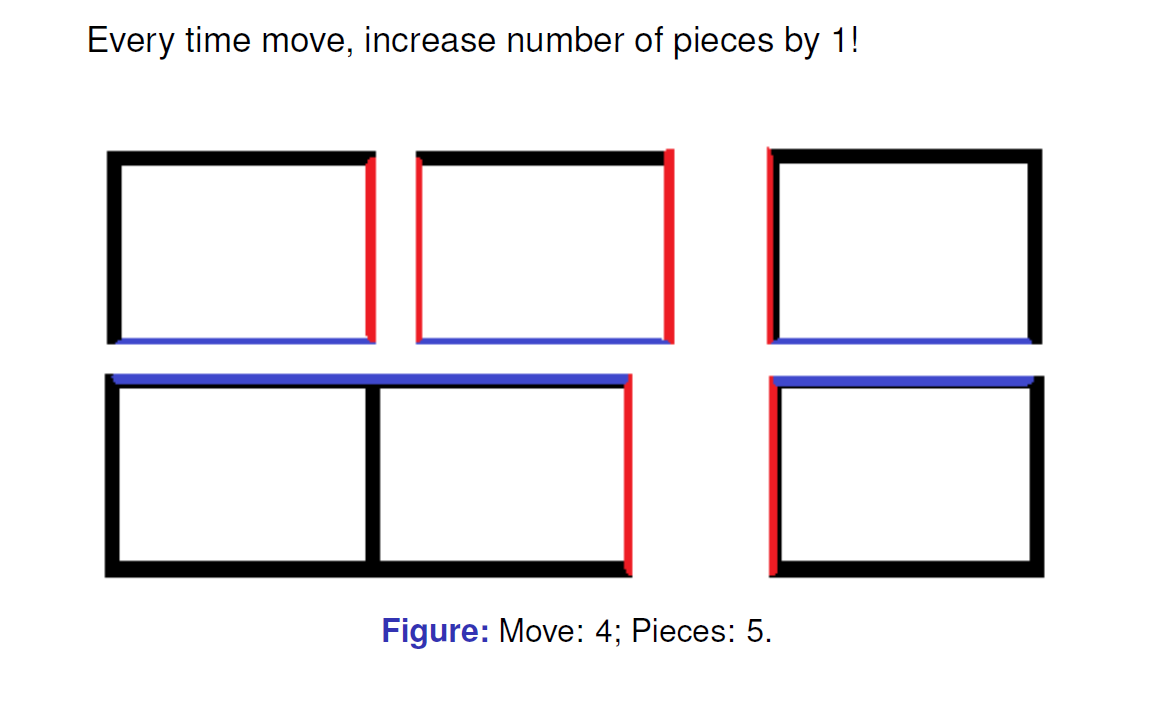 Every time move, increase number of pieces by 1!
Figure: Move: 4; Pieces: 5.